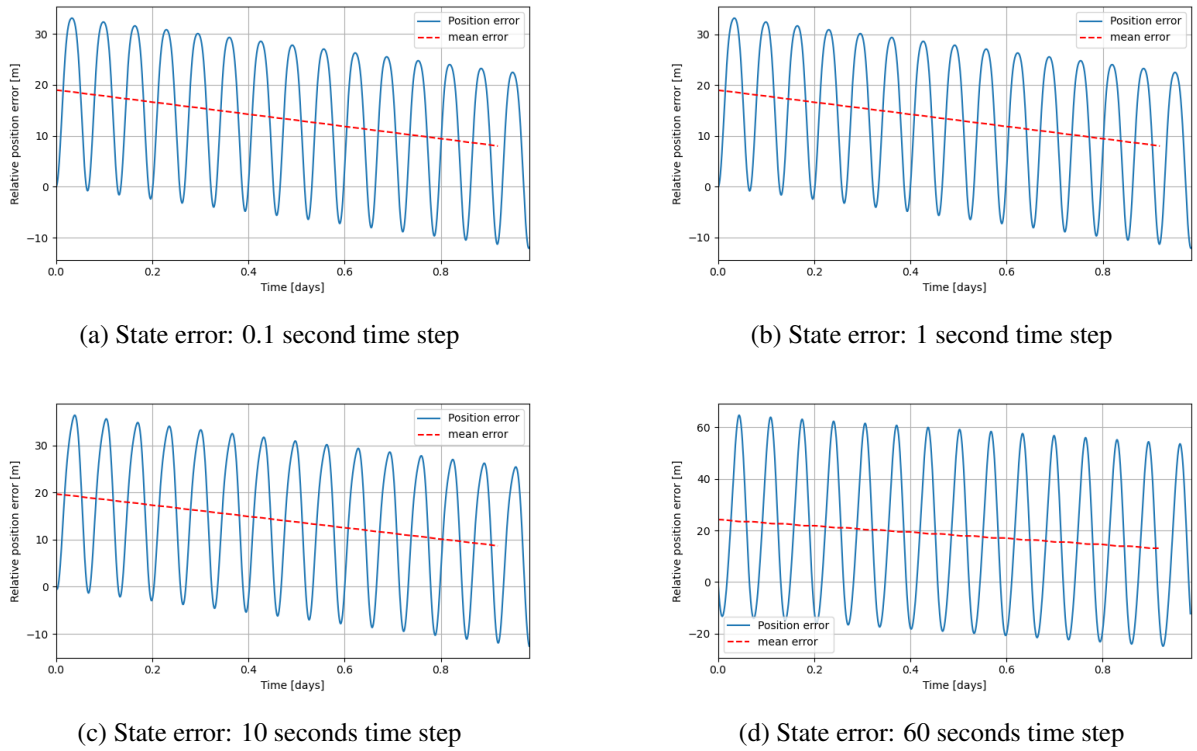 Relative position error [m]
30
20
10
0
−10
0.0
0.2
0.4
0.6
0.8
Time [days]
Position error
mean error
(a) State error: 0.1 second time step
Relative position error [m]
30
20
10
0
−10
0.0
0.2
0.4
0.6
0.8
Time [days]
Position error
mean error
(b) State error: 1 second time step
Relative position error [m]
30
20
10
0
−10
0.0
0.2
0.4
0.6
0.8
Time [days]
Position error
mean error
(c) State error: 10 seconds time step
Relative position error [m]
60
40
20
0
−20
0.0
0.2
0.4
0.6
0.8
Time [days]
Position error
mean error
(d) State error: 60 seconds time step